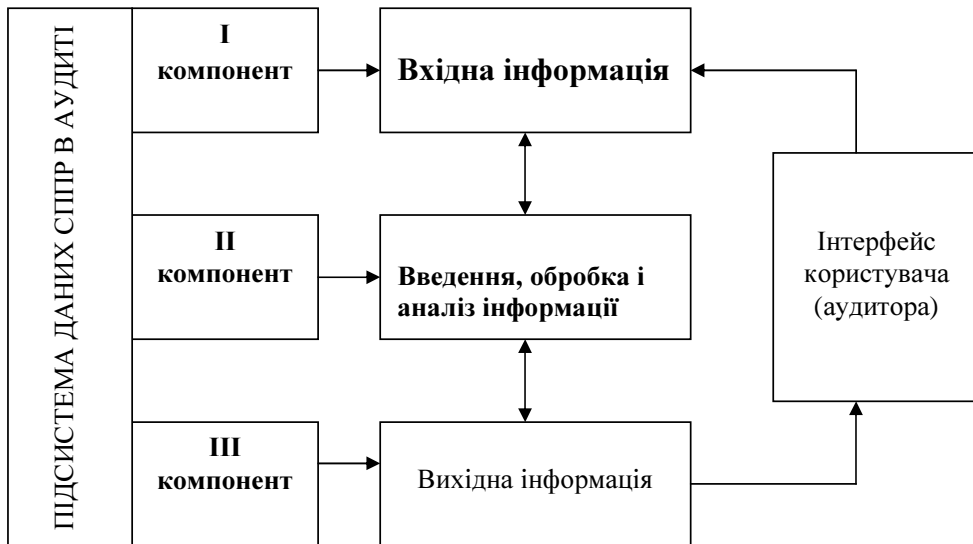 ПІДСИСТЕМА ДАНИХ СППР В АУДИТІ
I
компонент
Вхідна інформація
II
компонент
Введення, обробка і
аналіз інформації
III
компонент
Вихідна інформація
Інтерфейс
користувача
(аудитора)